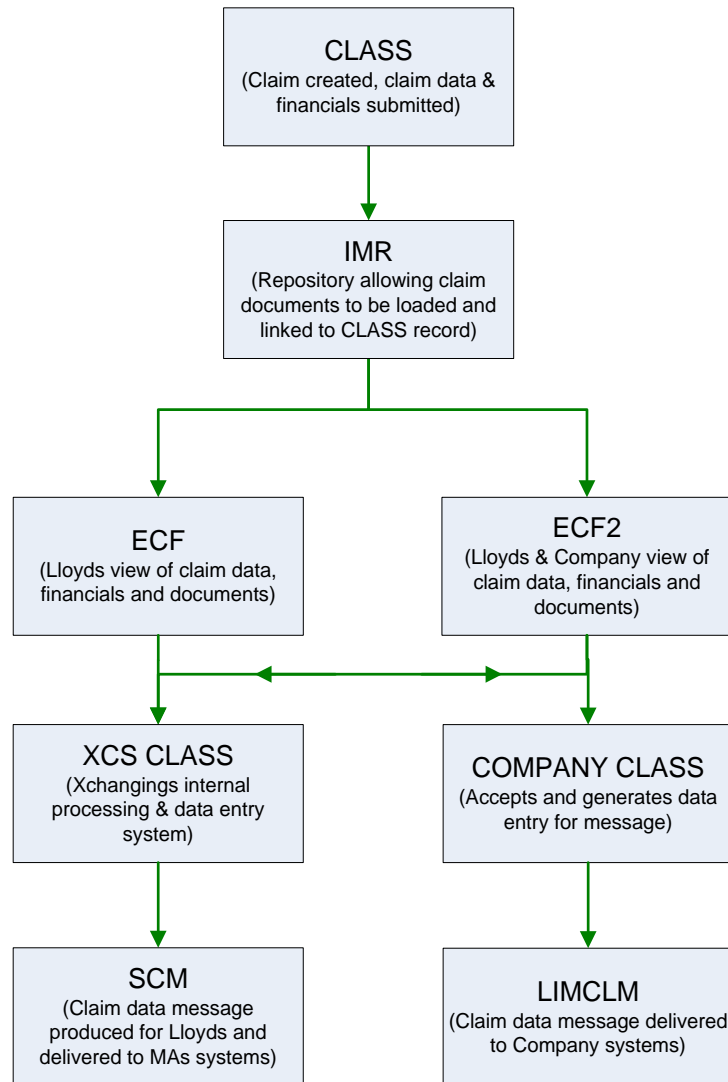 CLASS
(Claim created, claim data &
financials submitted)
IMR
(Repository allowing claim
documents to be loaded and
linked to CLASS record)
ECF
(Lloyds view of claim data,
financials and documents)
ECF2
(Lloyds & Company view of
claim data, financials and
documents)
XCS CLASS
(Xchangings internal
processing & data entry
system)
COMPANY CLASS
(Accepts and generates data
entry for message)
SCM
(Claim data message
produced for Lloyds and
delivered to MAs systems)
LIMCLM
(Claim data message delivered
to Company systems)